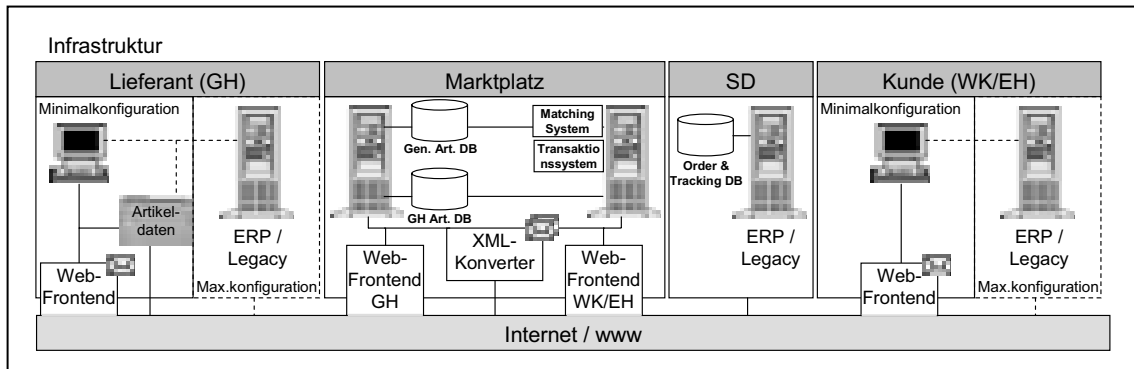 Infrastruktur
Lieferant (GH)
Marktplatz
SD
Kunde (WK/EH)
Minimalkonfiguration
Artikel-
daten
ERP /
Legacy
Web-
Frontend
Max.konfiguration
Gen. Art. DB
Matching
System
Transaktio
nssystem
GH Art. DB
XML-
Konverter
Web-
Frontend
GH
Web-
Frontend
WK/EH
Order &
Tracking DB
ERP /
Legacy
Minimalkonfiguration
ERP /
Legacy
Web-
Frontend
Max.konfiguration
Internet / www